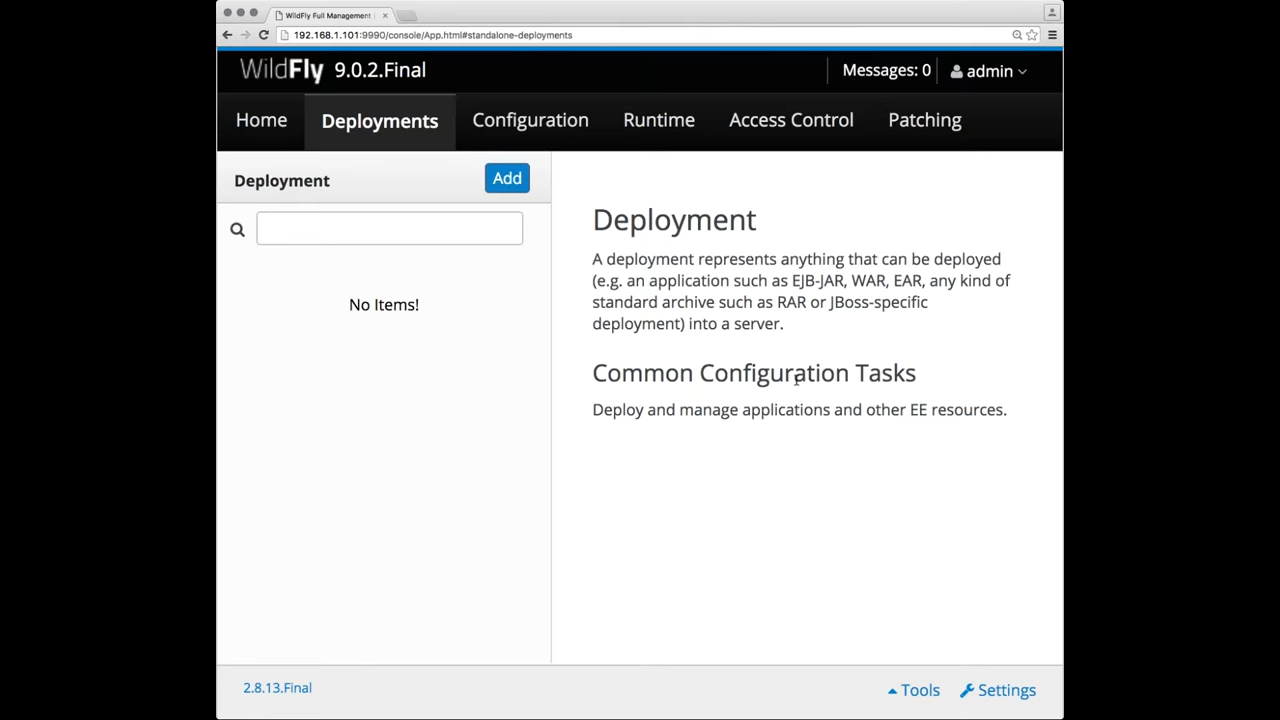 WildFly Full Management
192.168.1.101:9990/console/App.html#standalone-deployments
WildFly 9.0.2.Final
Messages: 0
admin
Home
Deployments
Configuration
Runtime
Access Control
Patching
Deployment
Add
No Items!
Deployment
A deployment represents anything that can be deployed
(e.g. an application such as EJB-JAR, WAR, EAR, any kind of
standard archive such as RAR or JBoss-specific
deployment) into a server.
Common Configuration Tasks
Deploy and manage applications and other EE resources.
2.8.13.Final
Tools
Settings